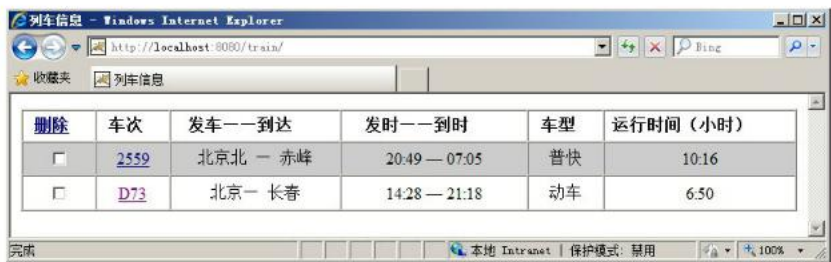 列车信息 - Windows Internet Explorer
http://localhost:8080/train/ Bing
收藏夹 列车信息
删除 车次 发车一一到达 发时一一到时 车型 运行时间（小时）
2559 北京北 — 赤峰 20:49 — 07:05 普快 10:16
D73 北京— 长春 14:28 — 21:18 动车 6:50
完成 本地 Intranet | 保护模式: 禁用 100%